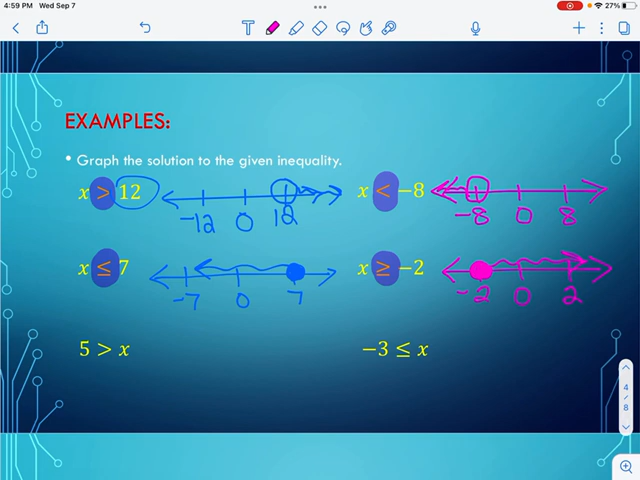 4:59 PM Wed Sep 7
27%
T
EXAMPLES:
• Graph the solution to the given inequality.
x > 12
-12 0 12
x < −8
-8 0 8
x ≤ 7
-7 0 7
x ≥ −2
-2 0 2
5 > x
−3 ≤ x
4
/
8